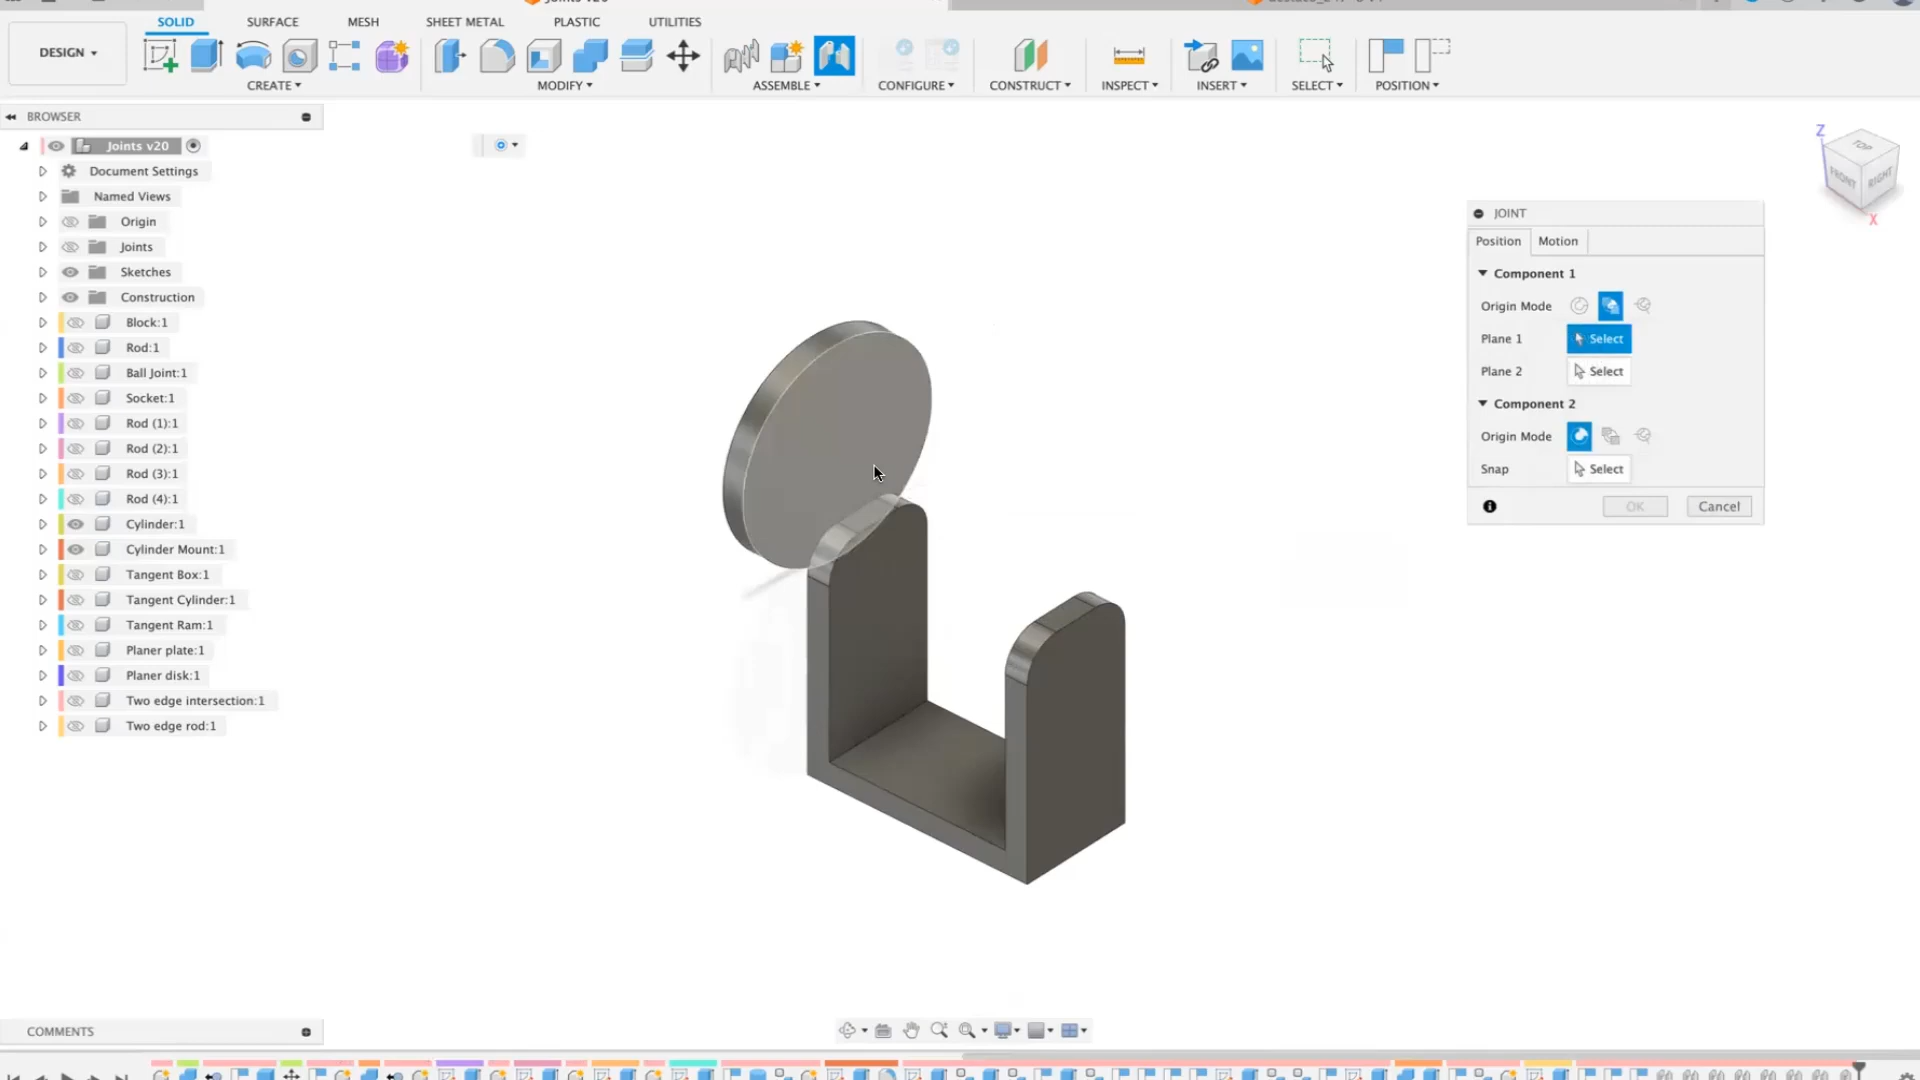 Joints v20
SOLID
SURFACE
MESH
SHEET METAL
PLASTIC
UTILITIES
DESIGN
CREATE
MODIFY
ASSEMBLE
CONFIGURE
CONSTRUCT
INSPECT
INSERT
SELECT
POSITION
BROWSER
Joints v20
Document Settings
Named Views
Origin
Joints
Sketches
Construction
Block:1
Rod:1
Ball Joint:1
Socket:1
Rod (1):1
Rod (2):1
Rod (3):1
Rod (4):1
Cylinder:1
Cylinder Mount:1
Tangent Box:1
Tangent Cylinder:1
Tangent Ram:1
Planer plate:1
Planer disk:1
Two edge intersection:1
Two edge rod:1
Z
TOP
FRONT
RIGHT
X
JOINT
Position
Motion
Component 1
Origin Mode
Plane 1
Select
Plane 2
Select
Component 2
Origin Mode
Snap
Select
OK
Cancel
COMMENTS